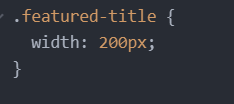 .featured-title {
  width: 200px;
}